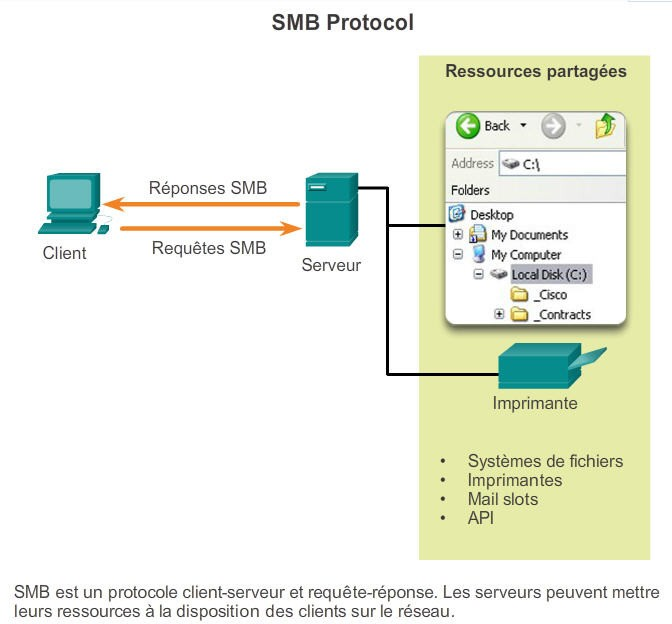 SMB Protocol
Ressources partagées
Back
Address C:\
Folders
Desktop
My Documents
My Computer
Local Disk (C:)
_Cisco
_Contracts
Réponses SMB
Requêtes SMB
Client
Serveur
Imprimante
• Systèmes de fichiers
• Imprimantes
• Mail slots
• API
SMB est un protocole client-serveur et requête-réponse. Les serveurs peuvent mettre
leurs ressources à la disposition des clients sur le réseau.